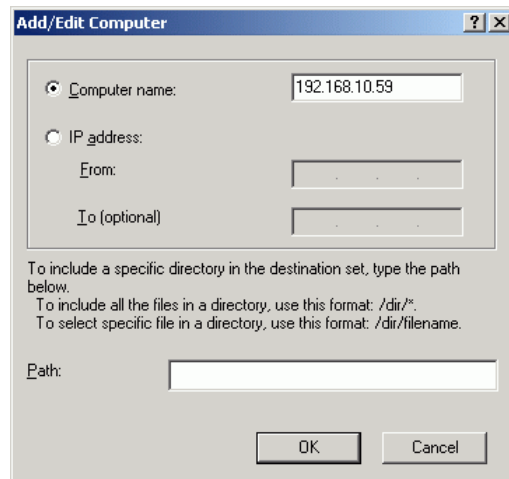 Add/Edit Computer
Computer name: 192.168.10.59
IP address:
From: . . .
To (optional) . . .
To include a specific directory in the destination set, type the path
below.
To include all the files in a directory, use this format: /dir/*.
To select specific file in a directory, use this format: /dir/filename.
Path:
OK Cancel